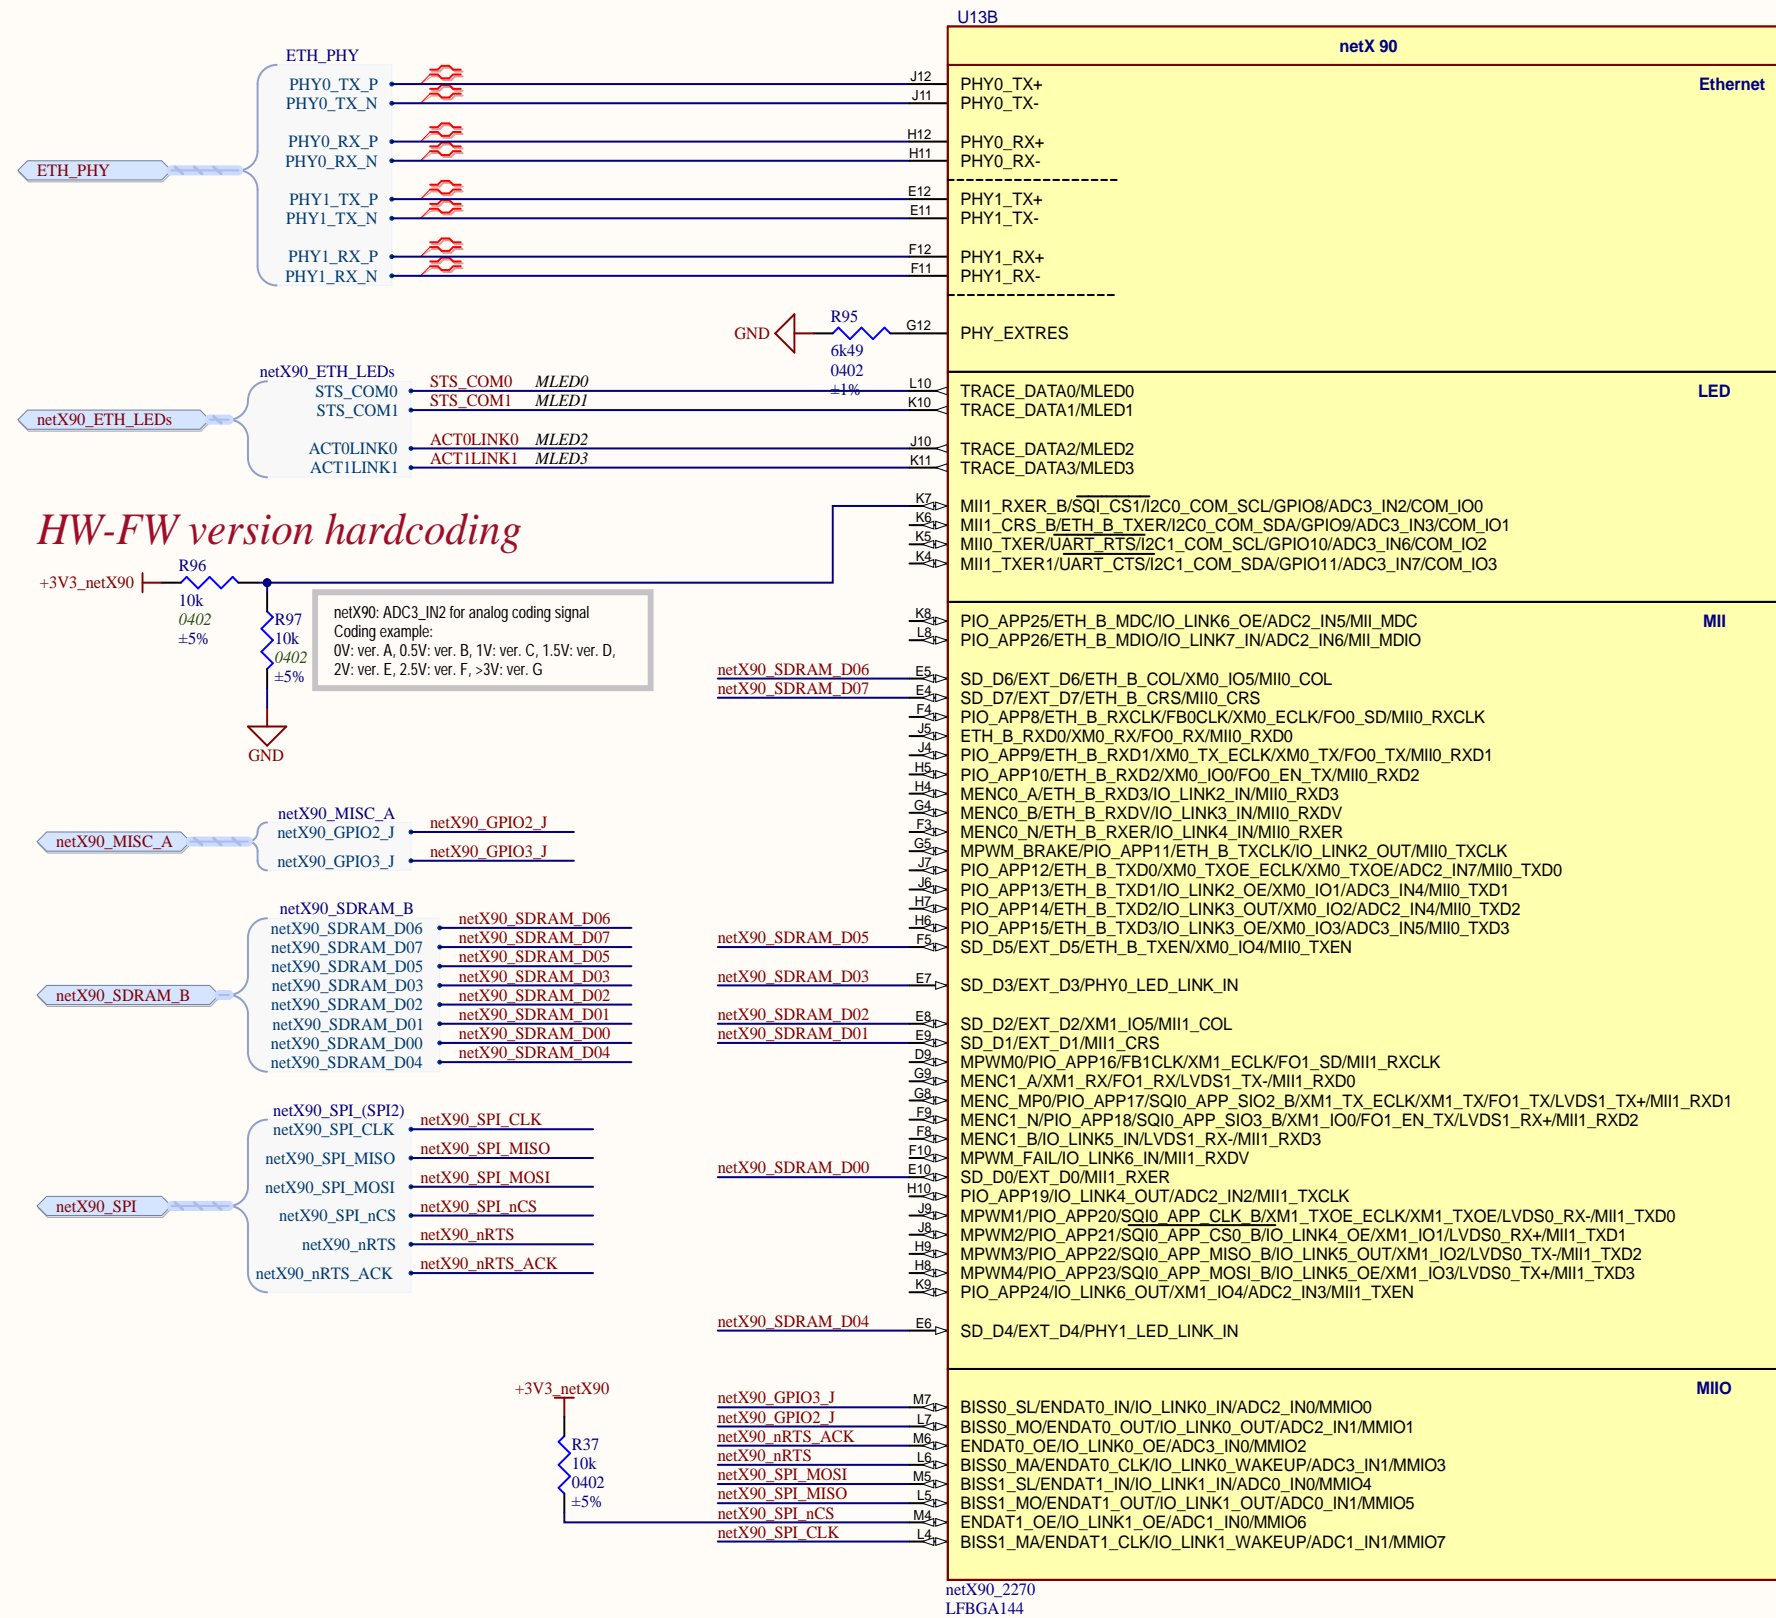 U13B
netX 90
ETH_PHY
Ethernet
PHY0_TX_P
J12
PHY0_TX+
PHY0_TX_N
J11
PHY0_TX-
PHY0_RX_P
H12
PHY0_RX+
PHY0_RX_N
H11
PHY0_RX-
ETH_PHY
PHY1_TX_P
E12
PHY1_TX+
PHY1_TX_N
E11
PHY1_TX-
PHY1_RX_P
F12
PHY1_RX+
PHY1_RX_N
F11
PHY1_RX-
GND
R95
6k49
0402
±1%
G12
PHY_EXTRES
netX90_ETH_LEDs
LED
STS_COM0
STS_COM0 MLED0
L10
TRACE_DATA0/MLED0
STS_COM1
STS_COM1 MLED1
K10
TRACE_DATA1/MLED1
netX90_ETH_LEDs
ACT0LINK0
ACT0LINK0 MLED2
J10
TRACE_DATA2/MLED2
ACT1LINK1
ACT1LINK1 MLED3
K11
TRACE_DATA3/MLED3
K7
MII1_RXER_B/SQI_CS1/I2C0_COM_SCL/GPIO8/ADC3_IN2/COM_IO0
K6
MII1_CRS_B/ETH_B_TXER/I2C0_COM_SDA/GPIO9/ADC3_IN3/COM_IO1
K5
MII0_TXER/UART_RTS/I2C1_COM_SCL/GPIO10/ADC3_IN6/COM_IO2
K4
MII1_TXER1/UART_CTS/I2C1_COM_SDA/GPIO11/ADC3_IN7/COM_IO3
HW-FW version hardcoding
+3V3_netX90
R96
10k
0402
±5%
R97
10k
0402
±5%
GND
netX90: ADC3_IN2 for analog coding signal
Coding example:
0V: ver. A, 0.5V: ver. B, 1V: ver. C, 1.5V: ver. D,
2V: ver. E, 2.5V: ver. F, >3V: ver. G
MII
K8
PIO_APP25/ETH_B_MDC/IO_LINK6_OE/ADC2_IN5/MII_MDC
L8
PIO_APP26/ETH_B_MDIO/IO_LINK7_IN/ADC2_IN6/MII_MDIO
netX90_SDRAM_D06
E5
SD_D6/EXT_D6/ETH_B_COL/XM0_IO5/MII0_COL
netX90_SDRAM_D07
E4
SD_D7/EXT_D7/ETH_B_CRS/MII0_CRS
F4
PIO_APP8/ETH_B_RXCLK/FB0CLK/XM0_ECLK/FO0_SD/MII0_RXCLK
J5
ETH_B_RXD0/XM0_RX/FO0_RX/MII0_RXD0
J4
PIO_APP9/ETH_B_RXD1/XM0_TX_ECLK/XM0_TX/FO0_TX/MII0_RXD1
H5
PIO_APP10/ETH_B_RXD2/XM0_IO0/FO0_EN_TX/MII0_RXD2
H4
MENC0_A/ETH_B_RXD3/IO_LINK2_IN/MII0_RXD3
G4
MENC0_B/ETH_B_RXDV/IO_LINK3_IN/MII0_RXDV
F3
MENC0_N/ETH_B_RXER/IO_LINK4_IN/MII0_RXER
G5
MPWM_BRAKE/PIO_APP11/ETH_B_TXCLK/IO_LINK2_OUT/MII0_TXCLK
J7
PIO_APP12/ETH_B_TXD0/XM0_TXOE_ECLK/XM0_TXOE/ADC2_IN7/MII0_TXD0
J6
PIO_APP13/ETH_B_TXD1/IO_LINK2_OE/XM0_IO1/ADC3_IN4/MII0_TXD1
H7
PIO_APP14/ETH_B_TXD2/IO_LINK3_OUT/XM0_IO2/ADC2_IN4/MII0_TXD2
H6
PIO_APP15/ETH_B_TXD3/IO_LINK3_OE/XM0_IO3/ADC3_IN5/MII0_TXD3
netX90_SDRAM_D05
F5
SD_D5/EXT_D5/ETH_B_TXEN/XM0_IO4/MII0_TXEN
netX90_SDRAM_D03
E7
SD_D3/EXT_D3/PHY0_LED_LINK_IN
netX90_SDRAM_D02
E8
SD_D2/EXT_D2/XM1_IO5/MII1_COL
netX90_SDRAM_D01
E9
SD_D1/EXT_D1/MII1_CRS
D9
MPWM0/PIO_APP16/FB1CLK/XM1_ECLK/FO1_SD/MII1_RXCLK
G9
MENC1_A/XM1_RX/FO1_RX/LVDS1_TX-/MII1_RXD0
G8
MENC_MP0/PIO_APP17/SQI0_APP_SIO2_B/XM1_TX_ECLK/XM1_TX/FO1_TX/LVDS1_TX+/MII1_RXD1
F9
MENC1_N/PIO_APP18/SQI0_APP_SIO3_B/XM1_IO0/FO1_EN_TX/LVDS1_RX+/MII1_RXD2
F8
MENC1_B/IO_LINK5_IN/LVDS1_RX-/MII1_RXD3
F10
MPWM_FAIL/IO_LINK6_IN/MII1_RXDV
netX90_SDRAM_D00
E10
SD_D0/EXT_D0/MII1_RXER
H10
PIO_APP19/IO_LINK4_OUT/ADC2_IN2/MII1_TXCLK
J9
MPWM1/PIO_APP20/SQI0_APP_CLK_B/XM1_TXOE_ECLK/XM1_TXOE/LVDS0_RX-/MII1_TXD0
J8
MPWM2/PIO_APP21/SQI0_APP_CS0_B/IO_LINK4_OE/XM1_IO1/LVDS0_RX+/MII1_TXD1
H9
MPWM3/PIO_APP22/SQI0_APP_MISO_B/IO_LINK5_OUT/XM1_IO2/LVDS0_TX-/MII1_TXD2
H8
MPWM4/PIO_APP23/SQI0_APP_MOSI_B/IO_LINK5_OE/XM1_IO3/LVDS0_TX+/MII1_TXD3
K9
PIO_APP24/IO_LINK6_OUT/XM1_IO4/ADC2_IN3/MII1_TXEN
netX90_SDRAM_D04
E6
SD_D4/EXT_D4/PHY1_LED_LINK_IN
netX90_MISC_A
netX90_MISC_A
netX90_GPIO2_J
netX90_GPIO2_J
netX90_GPIO3_J
netX90_GPIO3_J
netX90_SDRAM_B
netX90_SDRAM_B
netX90_SDRAM_D06
netX90_SDRAM_D06
netX90_SDRAM_D07
netX90_SDRAM_D07
netX90_SDRAM_D05
netX90_SDRAM_D05
netX90_SDRAM_D03
netX90_SDRAM_D03
netX90_SDRAM_D02
netX90_SDRAM_D02
netX90_SDRAM_D01
netX90_SDRAM_D01
netX90_SDRAM_D00
netX90_SDRAM_D00
netX90_SDRAM_D04
netX90_SDRAM_D04
netX90_SPI_(SPI2)
netX90_SPI
netX90_SPI_CLK
netX90_SPI_CLK
netX90_SPI_MISO
netX90_SPI_MISO
netX90_SPI_MOSI
netX90_SPI_MOSI
netX90_SPI_nCS
netX90_SPI_nCS
netX90_nRTS
netX90_nRTS
netX90_nRTS_ACK
netX90_nRTS_ACK
+3V3_netX90
R37
10k
0402
±5%
MIIO
netX90_GPIO3_J
M7
BISS0_SL/ENDAT0_IN/IO_LINK0_IN/ADC2_IN0/MMIO0
netX90_GPIO2_J
L7
BISS0_MO/ENDAT0_OUT/IO_LINK0_OUT/ADC2_IN1/MMIO1
netX90_nRTS_ACK
M6
ENDAT0_OE/IO_LINK0_OE/ADC3_IN0/MMIO2
netX90_nRTS
L6
BISS0_MA/ENDAT0_CLK/IO_LINK0_WAKEUP/ADC3_IN1/MMIO3
netX90_SPI_MOSI
M5
BISS1_SL/ENDAT1_IN/IO_LINK1_IN/ADC0_IN0/MMIO4
netX90_SPI_MISO
L5
BISS1_MO/ENDAT1_OUT/IO_LINK1_OUT/ADC0_IN1/MMIO5
netX90_SPI_nCS
M4
ENDAT1_OE/IO_LINK1_OE/ADC1_IN0/MMIO6
netX90_SPI_CLK
L4
BISS1_MA/ENDAT1_CLK/IO_LINK1_WAKEUP/ADC1_IN1/MMIO7
netX90_2270
LFBGA144